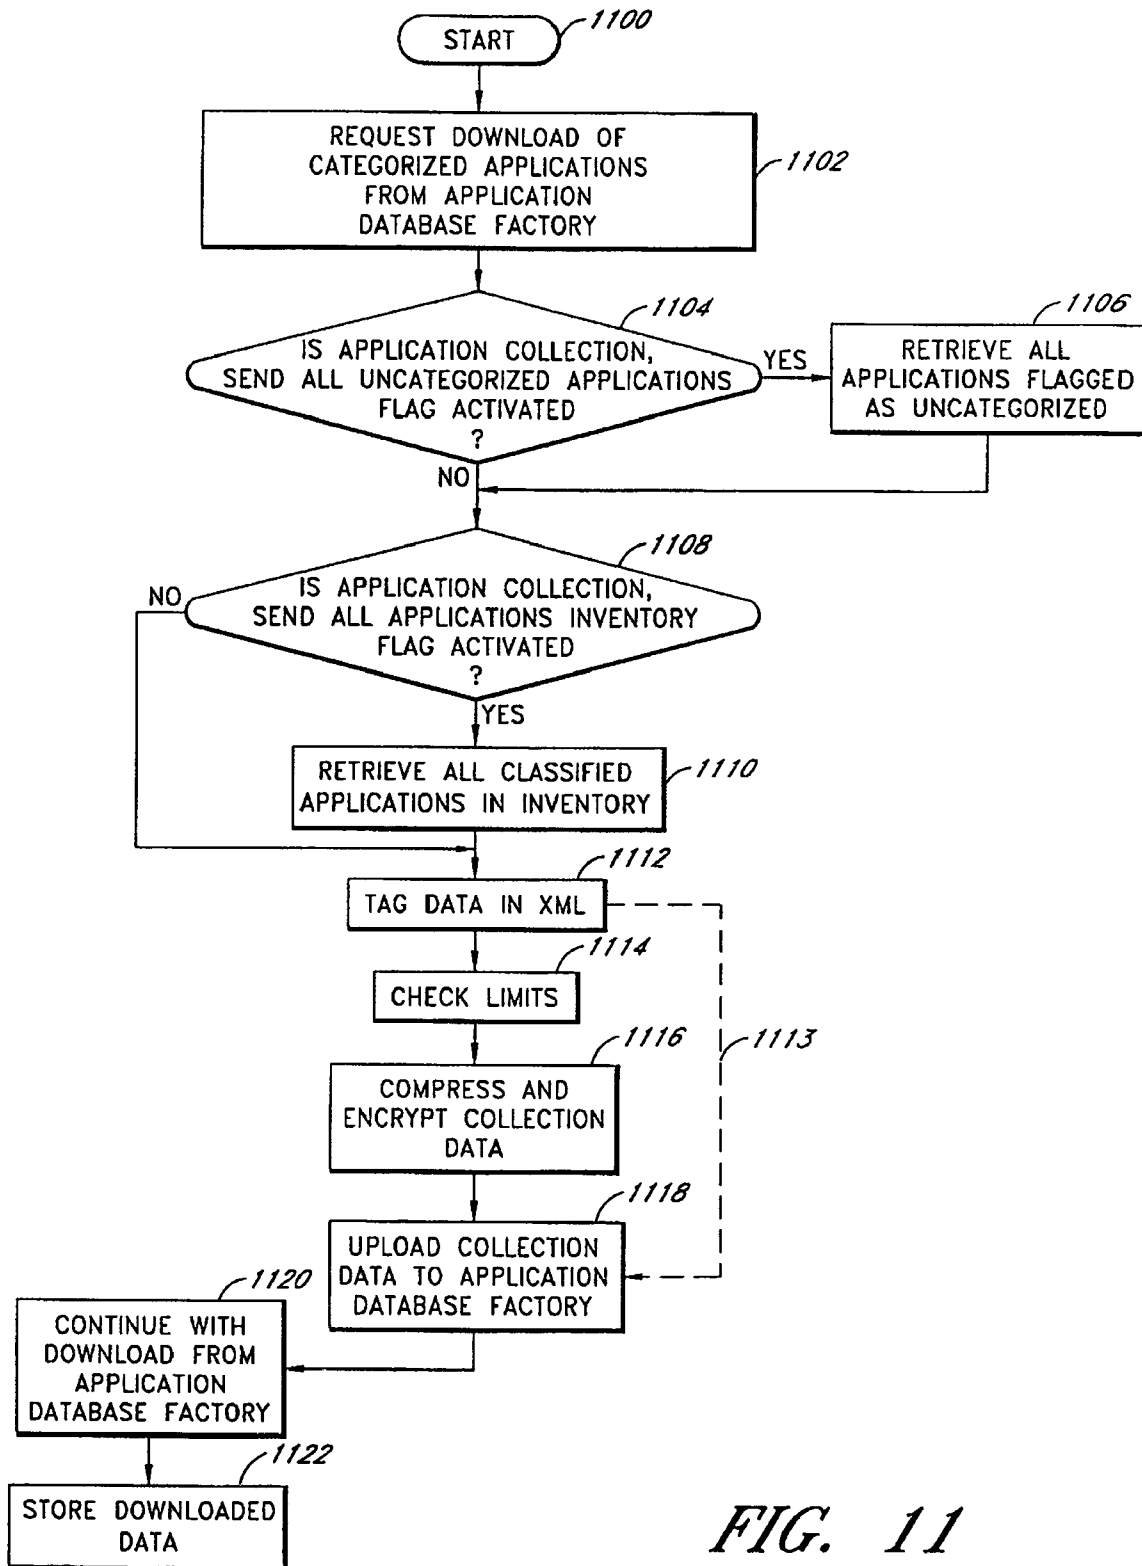 START
1100
REQUEST DOWNLOAD OF
CATEGORIZED APPLICATIONS
FROM APPLICATION
DATABASE FACTORY
1102
1104
IS APPLICATION COLLECTION,
SEND ALL UNCATEGORIZED APPLICATIONS
FLAG ACTIVATED
?
YES
1106
RETRIEVE ALL
APPLICATIONS FLAGGED
AS UNCATEGORIZED
NO
1108
IS APPLICATION COLLECTION,
SEND ALL APPLICATIONS INVENTORY
FLAG ACTIVATED
?
NO
YES
RETRIEVE ALL CLASSIFIED
APPLICATIONS IN INVENTORY
1110
1112
TAG DATA IN XML
1114
CHECK LIMITS
1113
1116
COMPRESS AND
ENCRYPT COLLECTION
DATA
1118
UPLOAD COLLECTION
DATA TO APPLICATION
DATABASE FACTORY
1120
CONTINUE WITH
DOWNLOAD FROM
APPLICATION
DATABASE FACTORY
1122
STORE DOWNLOADED
DATA
FIG. 11